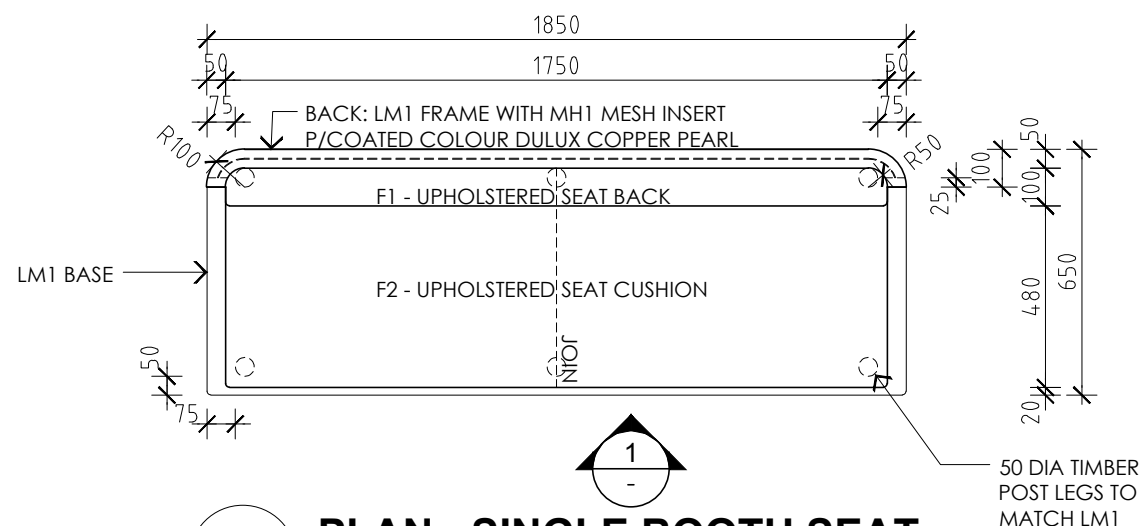 1850
50
1750
50
75
75
BACK: LM1 FRAME WITH MH1 MESH INSERT
P/COATED COLOUR DULUX COPPER PEARL
R100
R50
50
100
100
25
F1 - UPHOLSTERED SEAT BACK
LM1 BASE
F2 - UPHOLSTERED SEAT CUSHION
480
650
JOIN
50
75
20
1
-
50 DIA TIMBER
POST LEGS TO
MATCH LM1
PLAN - SINGLE BOOTH SEAT